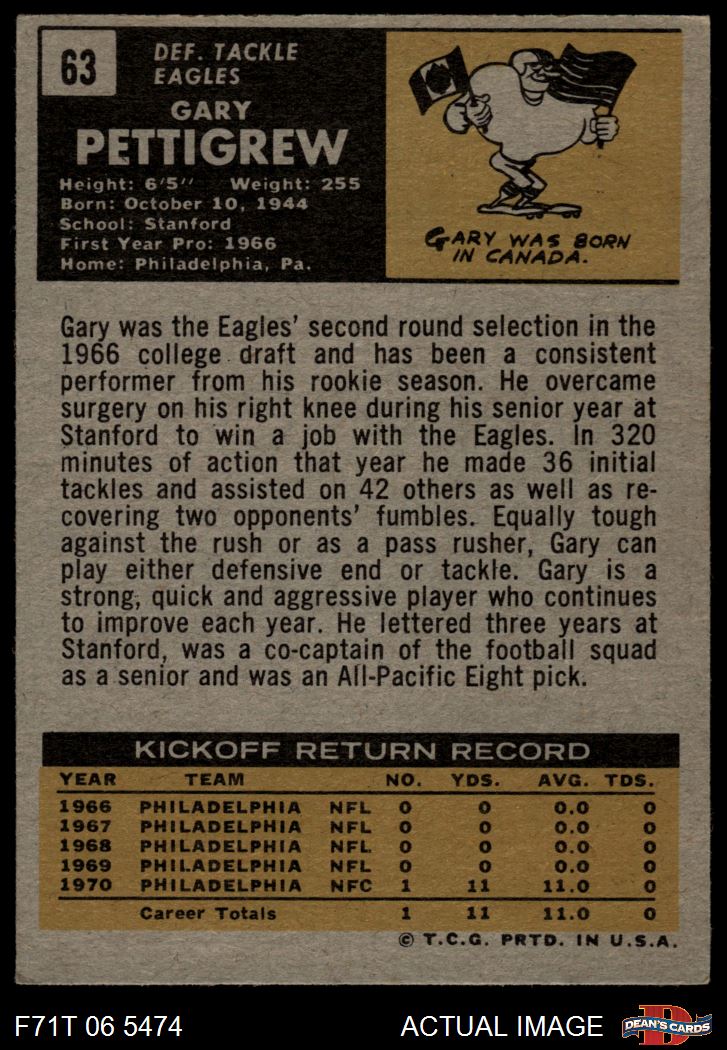 63
DEF. TACKLE
EAGLES
GARY
PETTIGREW
Height: 6'5'' Weight: 255
Born: October 10, 1944
School: Stanford
First Year Pro: 1966
Home: Philadelphia, Pa.
GARY WAS BORN
IN CANADA.
Gary was the Eagles' second round selection in the
1966 college draft and has been a consistent
performer from his rookie season. He overcame
surgery on his right knee during his senior year at
Stanford to win a job with the Eagles. In 320
minutes of action that year he made 36 initial
tackles and assisted on 42 others as well as re-
covering two opponents' fumbles. Equally tough
against the rush or as a pass rusher, Gary can
play either defensive end or tackle. Gary is a
strong, quick and aggressive player who continues
to improve each year. He lettered three years at
Stanford, was a co-captain of the football squad
as a senior and was an All-Pacific Eight pick.
KICKOFF RETURN RECORD
YEAR TEAM NO. YDS. AVG. TDS.
1966 PHILADELPHIA NFL 0 0 0.0 0
1967 PHILADELPHIA NFL 0 0 0.0 0
1968 PHILADELPHIA NFL 0 0 0.0 0
1969 PHILADELPHIA NFL 0 0 0.0 0
1970 PHILADELPHIA NFC 1 11 11.0 0
Career Totals 1 11 11.0 0
© T.C.G. PRTD. IN U.S.A.
F71T 06 5474 ACTUAL IMAGE
D
DEAN'S CARDS